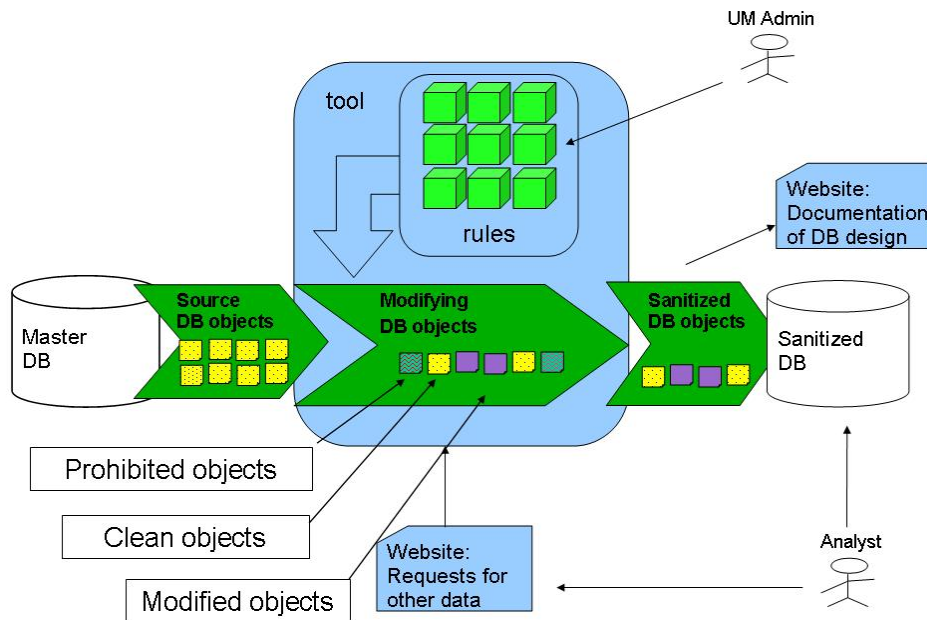 UM Admin
tool
rules
Website:
Documentation
of DB design
Master
DB
Source
DB objects
Modifying
DB objects
Sanitized
DB objects
Sanitized
DB
Prohibited objects
Clean objects
Modified objects
Website:
Requests for
other data
Analyst